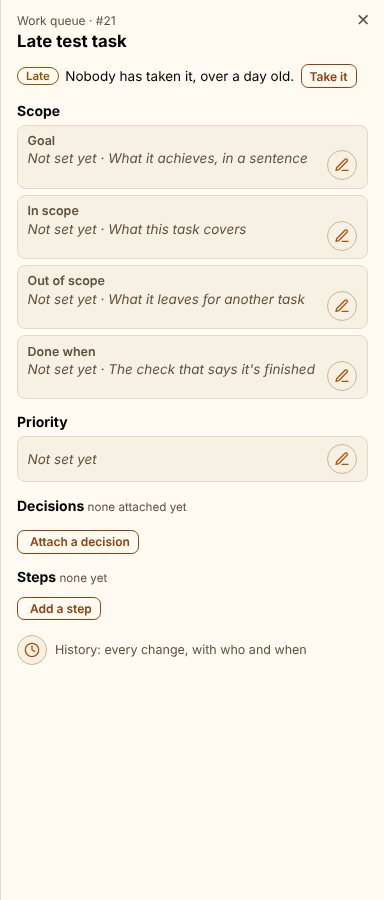 Work queue · #21
Late test task
Late Nobody has taken it, over a day old. Take it
Scope
Goal
Not set yet · What it achieves, in a sentence
In scope
Not set yet · What this task covers
Out of scope
Not set yet · What it leaves for another task
Done when
Not set yet · The check that says it's finished
Priority
Not set yet
Decisions none attached yet
Attach a decision
Steps none yet
Add a step
History: every change, with who and when